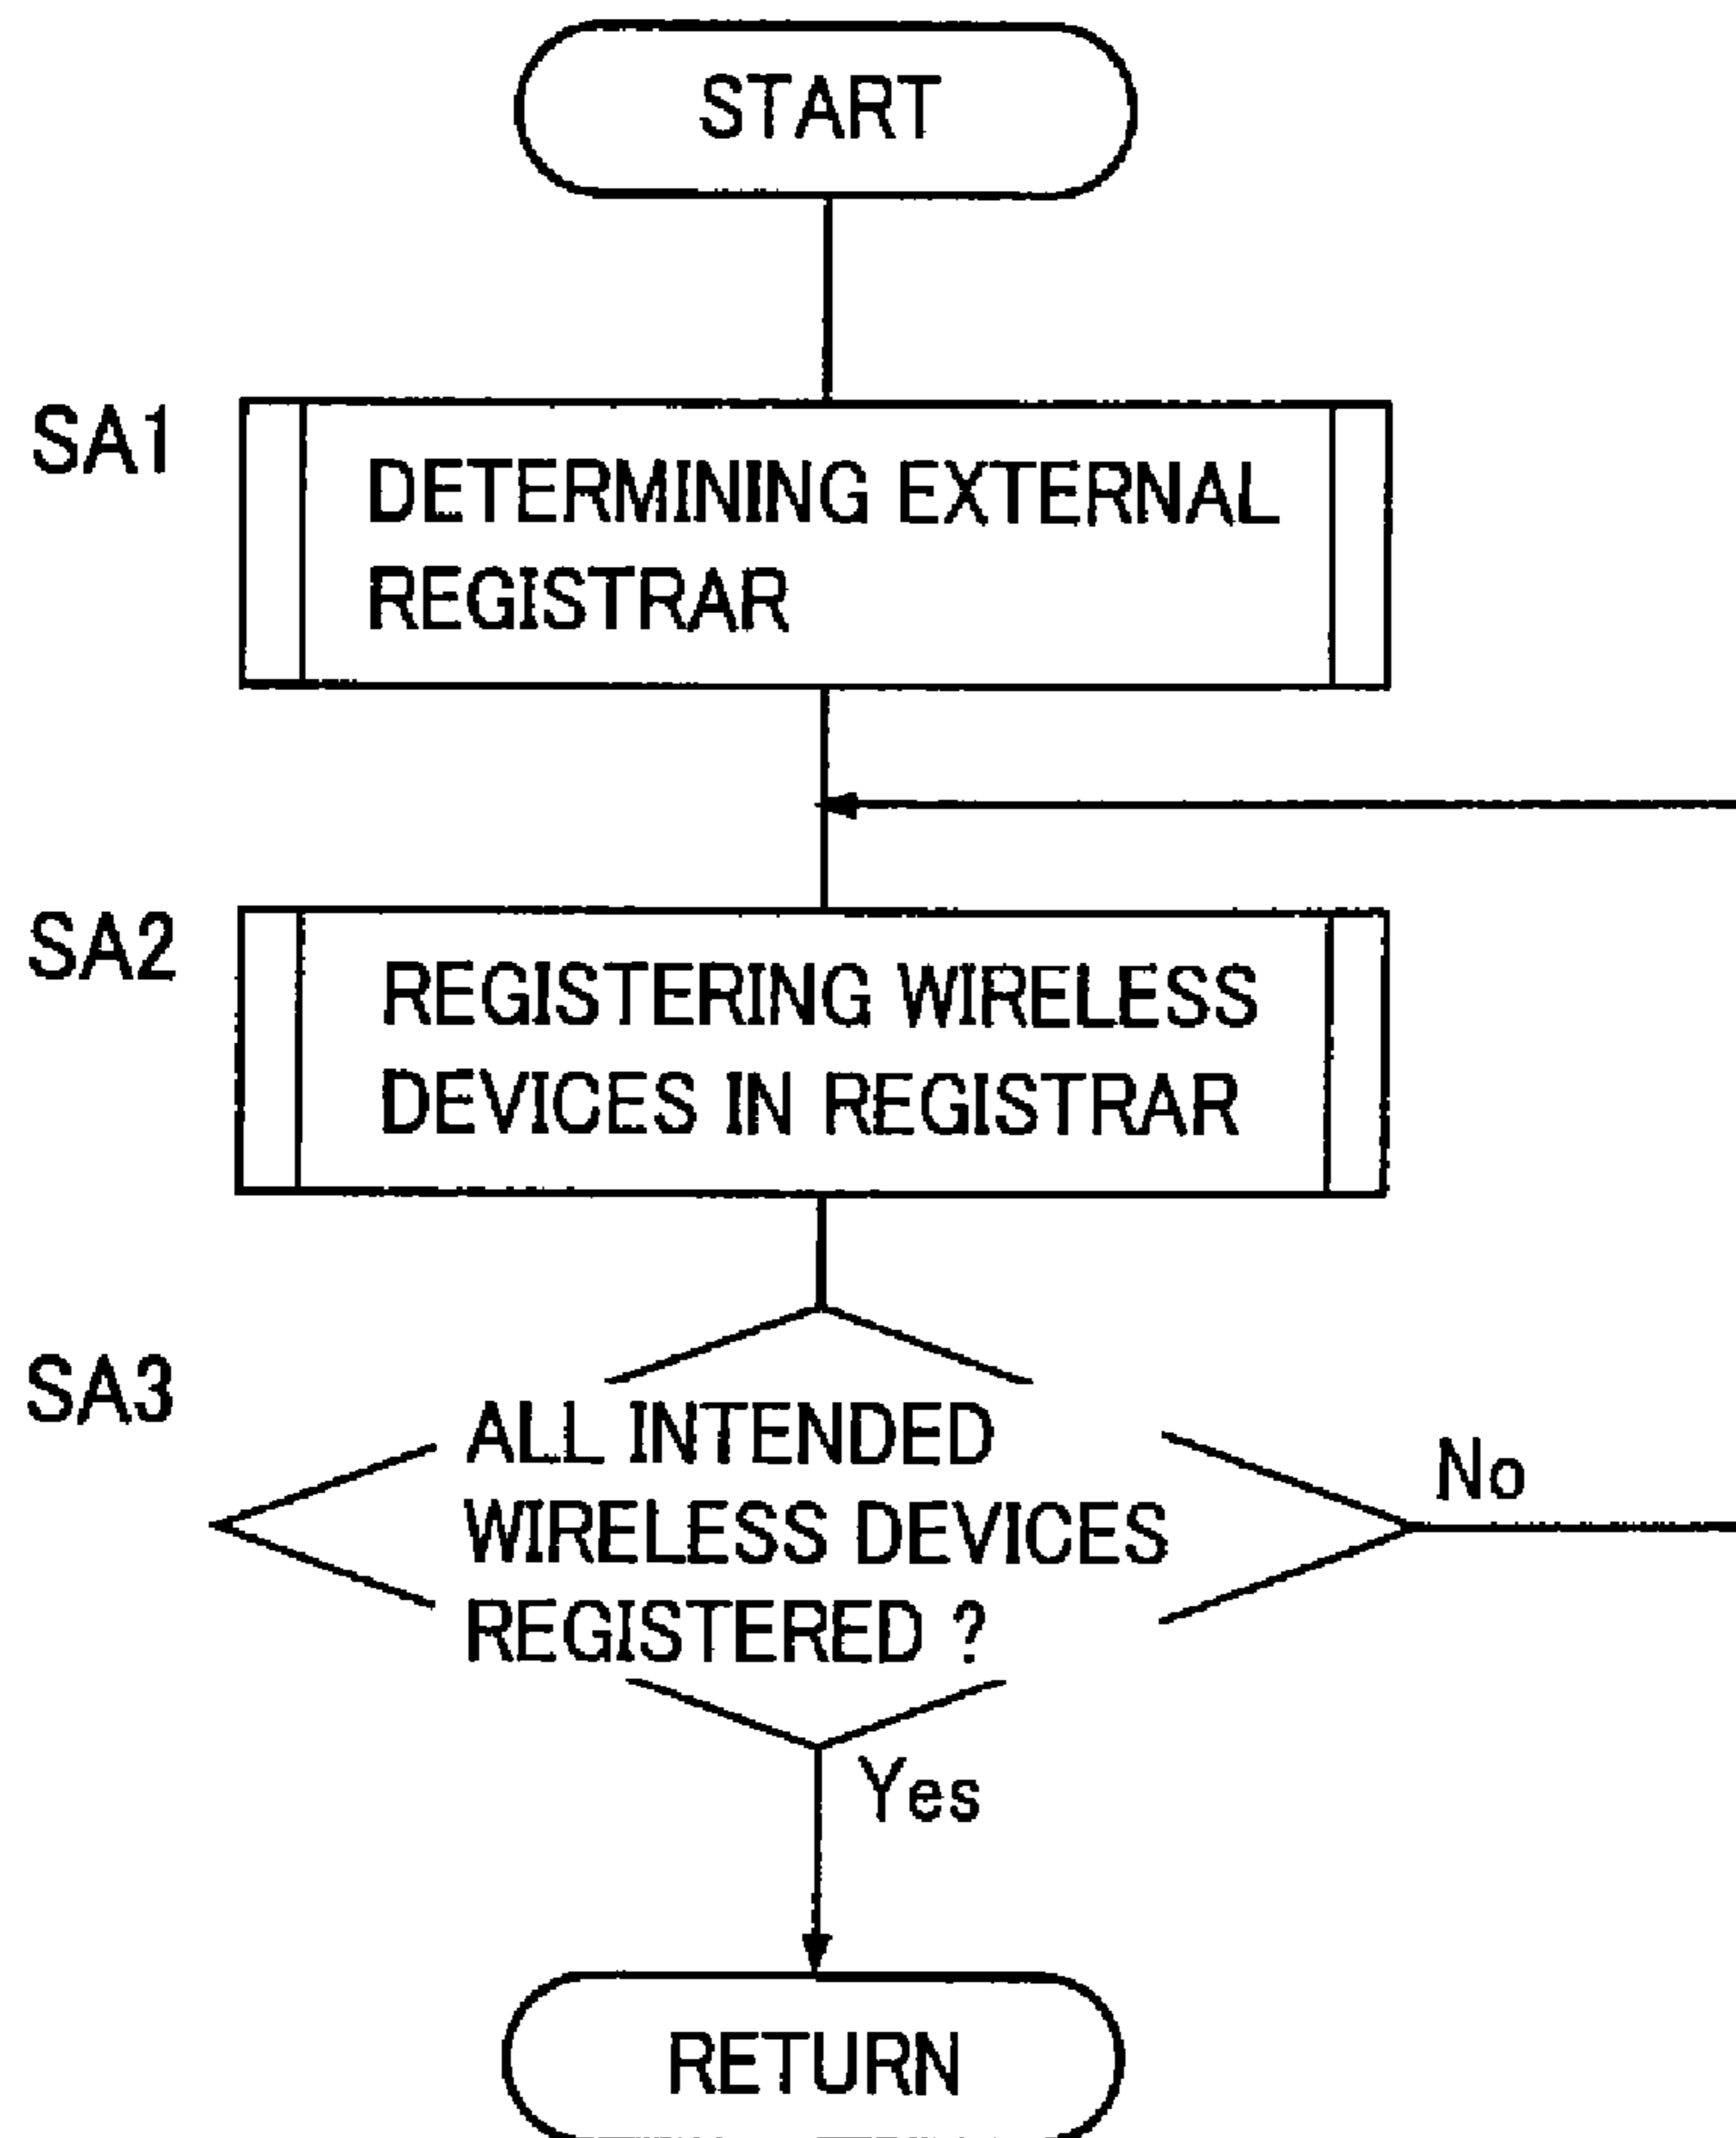 START
SA1
DETERMINING EXTERNAL
REGISTRAR
SA2
REGISTERING WIRELESS
DEVICES IN REGISTRAR
SA3
ALL INTENDED
WIRELESS DEVICES
REGISTERED ?
No
Yes
RETURN